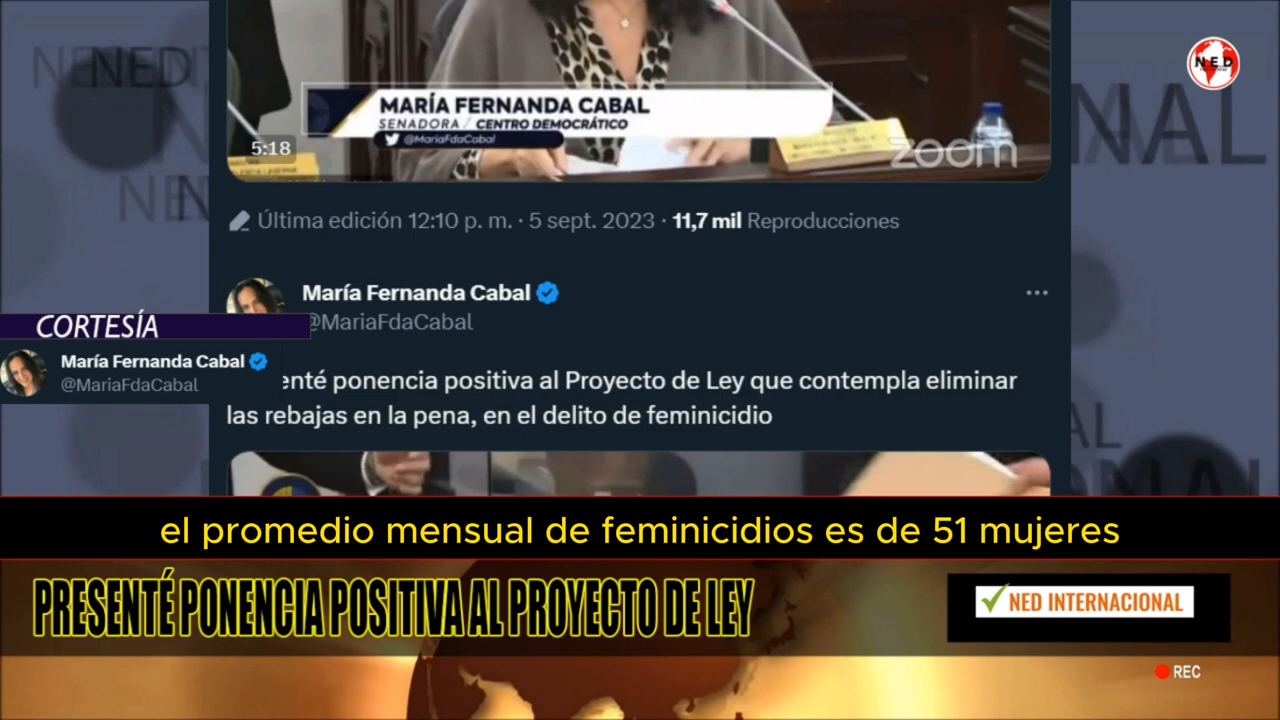 MARÍA FERNANDA CABAL
SENADORA / CENTRO DEMOCRÁTICO
@MariaFdaCabal
5:18
zoom
NED
Última edición 12:10 p. m. · 5 sept. 2023 · 11,7 mil Reproducciones
María Fernanda Cabal
@MariaFdaCabal
CORTESÍA
María Fernanda Cabal
@MariaFdaCabal
enté ponencia positiva al Proyecto de Ley que contempla eliminar
las rebajas en la pena, en el delito de feminicidio
el promedio mensual de feminicidios es de 51 mujeres
PRESENTÉ PONENCIA POSITIVA AL PROYECTO DE LEY
NED INTERNACIONAL
REC